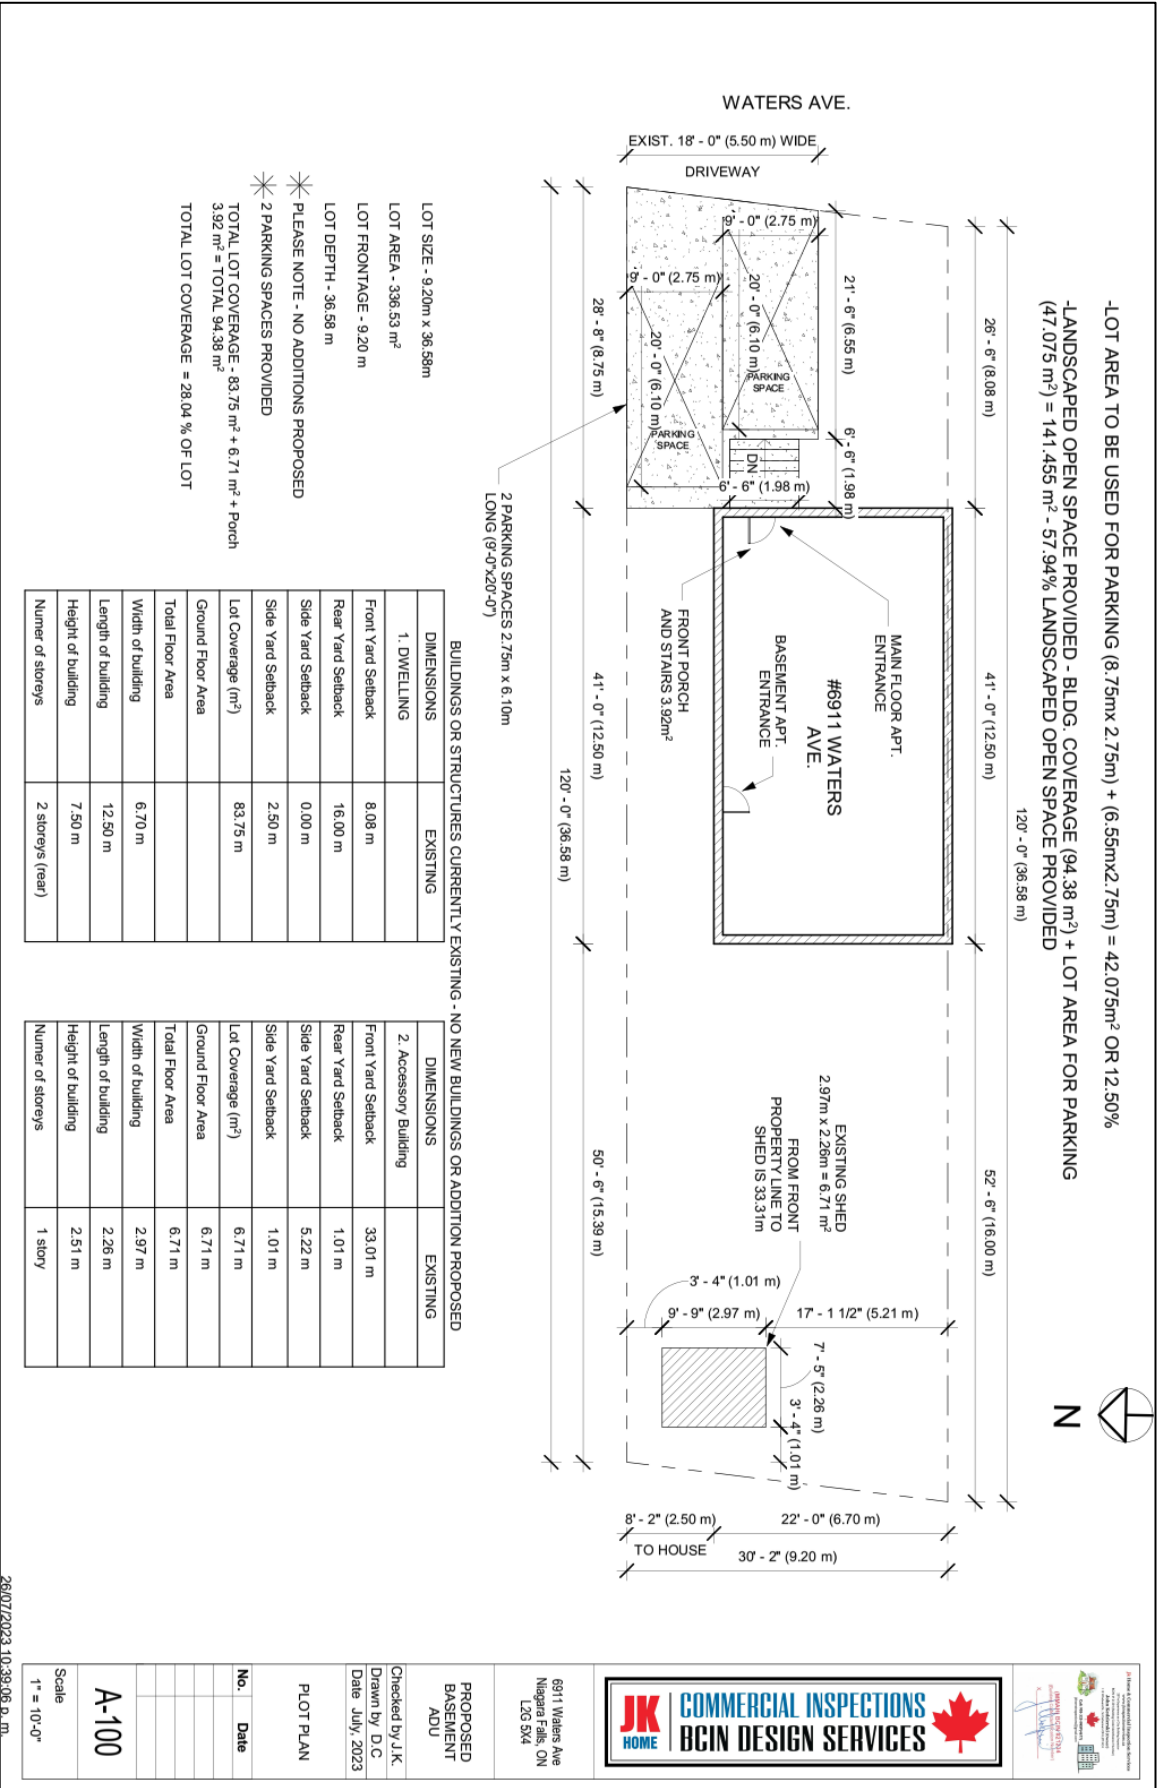 -LOT AREA TO BE USED FOR PARKING (8.75mx 2.75m) + (6.55mx2.75m) = 42.075m² OR 12.50%
-LANDSCAPED OPEN SPACE PROVIDED - BLDG. COVERAGE (94.38 m²) + LOT AREA FOR PARKING
(47.075 m²) = 141.455 m² - 57.94% LANDSCAPED OPEN SPACE PROVIDED
N
120' - 0" (36.58 m)
26' - 6" (8.08 m)
41' - 0" (12.50 m)
52' - 6" (16.00 m)
WATERS AVE.
EXIST. 18' - 0" (5.50 m) WIDE
DRIVEWAY
21' - 6" (6.55 m)
6' - 6" (1.98 m)
9' - 0" (2.75 m)
20' - 0" (6.10 m)
PARKING
SPACE
9' - 0" (2.75 m)
20' - 0" (6.10 m)
PARKING
SPACE
DN
6' - 6" (1.98 m)
MAIN FLOOR APT.
ENTRANCE
#6911 WATERS
AVE.
BASEMENT APT.
ENTRANCE
FRONT PORCH
AND STAIRS 3.92m²
EXISTING SHED
2.97m x 2.26m = 6.71 m²
FROM FRONT
PROPERTY LINE TO
SHED IS 33.31m
3' - 4" (1.01 m)
9' - 9" (2.97 m)
17' - 1 1/2" (5.21 m)
7' - 5" (2.26 m)
3' - 4" (1.01 m)
8' - 2" (2.50 m)
TO HOUSE
22' - 0" (6.70 m)
30' - 2" (9.20 m)
28' - 8" (8.75 m)
41' - 0" (12.50 m)
50' - 6" (15.39 m)
120' - 0" (36.58 m)
2 PARKING SPACES 2.75m x 6.10m
LONG (9'-0"x20'-0")
LOT SIZE - 9.20m x 36.58m
LOT AREA - 336.53 m²
LOT FRONTAGE - 9.20 m
LOT DEPTH - 36.58 m
PLEASE NOTE - NO ADDITIONS PROPOSED
2 PARKING SPACES PROVIDED
TOTAL LOT COVERAGE - 83.75 m² + 6.71 m² + Porch
3.92 m² = TOTAL 94.38 m²
TOTAL LOT COVERAGE = 28.04 % OF LOT
BUILDINGS OR STRUCTURES CURRENTLY EXISTING - NO NEW BUILDINGS OR ADDITION PROPOSED
DIMENSIONS EXISTING
1. DWELLING
Front Yard Setback 8.08 m
Rear Yard Setback 16.00 m
Side Yard Setback 0.00 m
Side Yard Setback 2.50 m
Lot Coverage (m²) 83.75 m
Ground Floor Area
Total Floor Area
Width of building 6.70 m
Length of building 12.50 m
Height of building 7.50 m
Numer of storeys 2 storeys (rear)
DIMENSIONS EXISTING
2. Accessory Building
Front Yard Setback 33.01 m
Rear Yard Setback 1.01 m
Side Yard Setback 5.22 m
Side Yard Setback 1.01 m
Lot Coverage (m²) 6.71 m
Ground Floor Area 6.71 m
Total Floor Area 6.71 m
Width of building 2.97 m
Length of building 2.26 m
Height of building 2.51 m
Numer of storeys 1 story
JK
HOME
COMMERCIAL INSPECTIONS
BCIN DESIGN SERVICES
6911 Waters Ave
Niagara Falls, ON
L2G 5X4
PROPOSED
BASEMENT
ADU
Checked by J.K.
Drawn by D.C
Date July, 2023
PLOT PLAN
No. Date
A-100
Scale
1" = 10'-0"
26/07/2023 10:39:06 p. m.